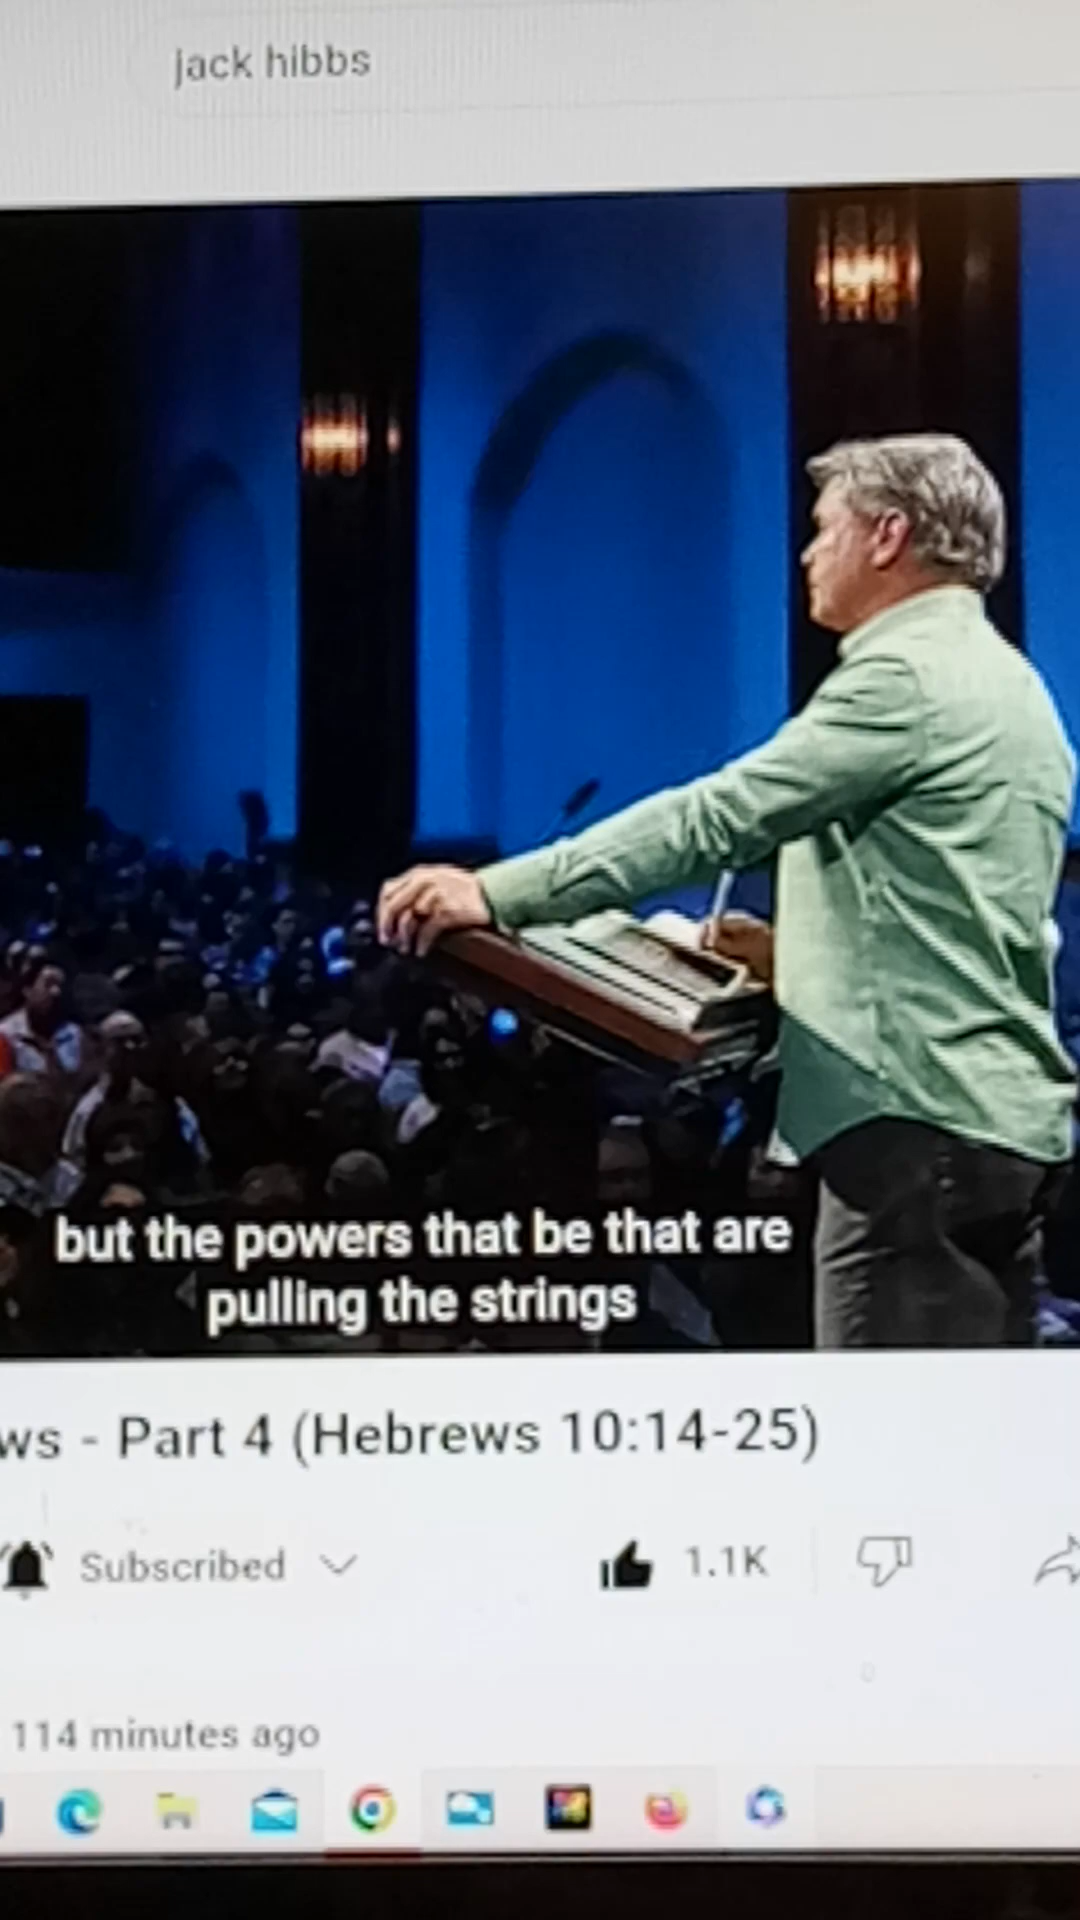 jack hibbs
but the powers that be that are
pulling the strings
ws - Part 4 (Hebrews 10:14-25)
Subscribed
1.1K
114 minutes ago